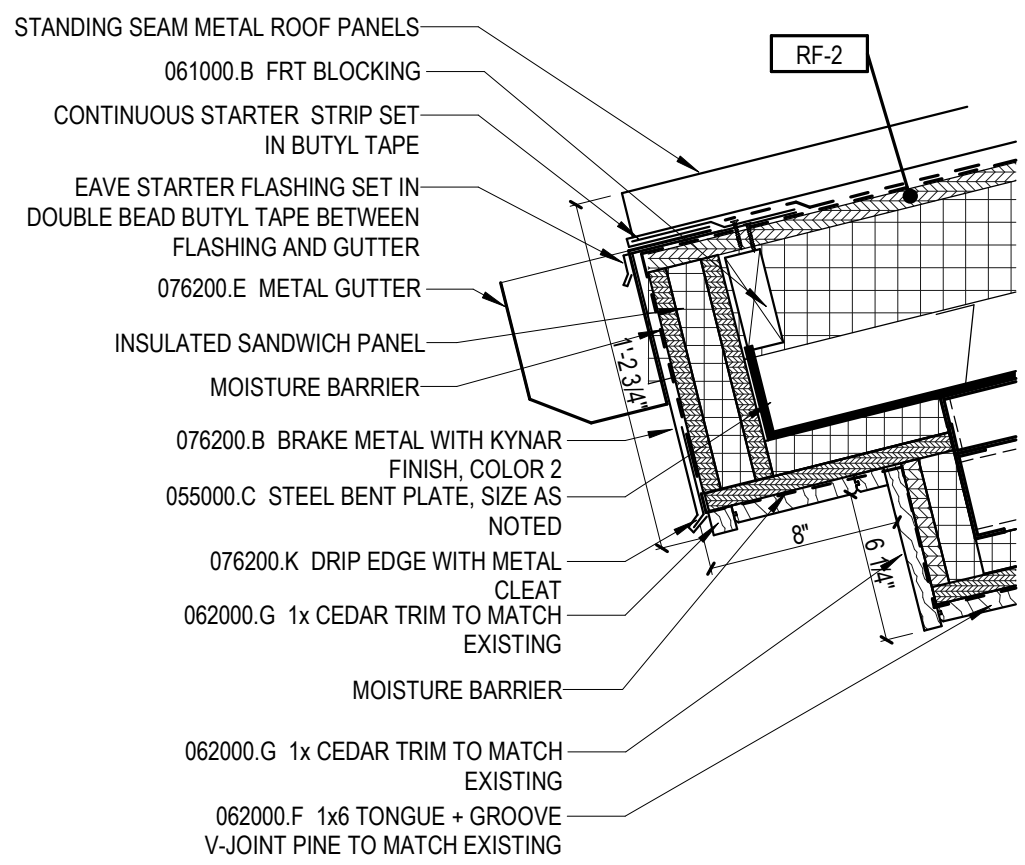 STANDING SEAM METAL ROOF PANELS
RF-2
061000.B FRT BLOCKING
CONTINUOUS STARTER STRIP SET
IN BUTYL TAPE
EAVE STARTER FLASHING SET IN
DOUBLE BEAD BUTYL TAPE BETWEEN
FLASHING AND GUTTER
076200.E METAL GUTTER
INSULATED SANDWICH PANEL
MOISTURE BARRIER
1'-2 3/4"
076200.B BRAKE METAL WITH KYNAR
FINISH, COLOR 2
055000.C STEEL BENT PLATE, SIZE AS
NOTED
8"
6 1/4"
076200.K DRIP EDGE WITH METAL
CLEAT
062000.G 1x CEDAR TRIM TO MATCH
EXISTING
MOISTURE BARRIER
062000.G 1x CEDAR TRIM TO MATCH
EXISTING
062000.F 1x6 TONGUE + GROOVE
V-JOINT PINE TO MATCH EXISTING